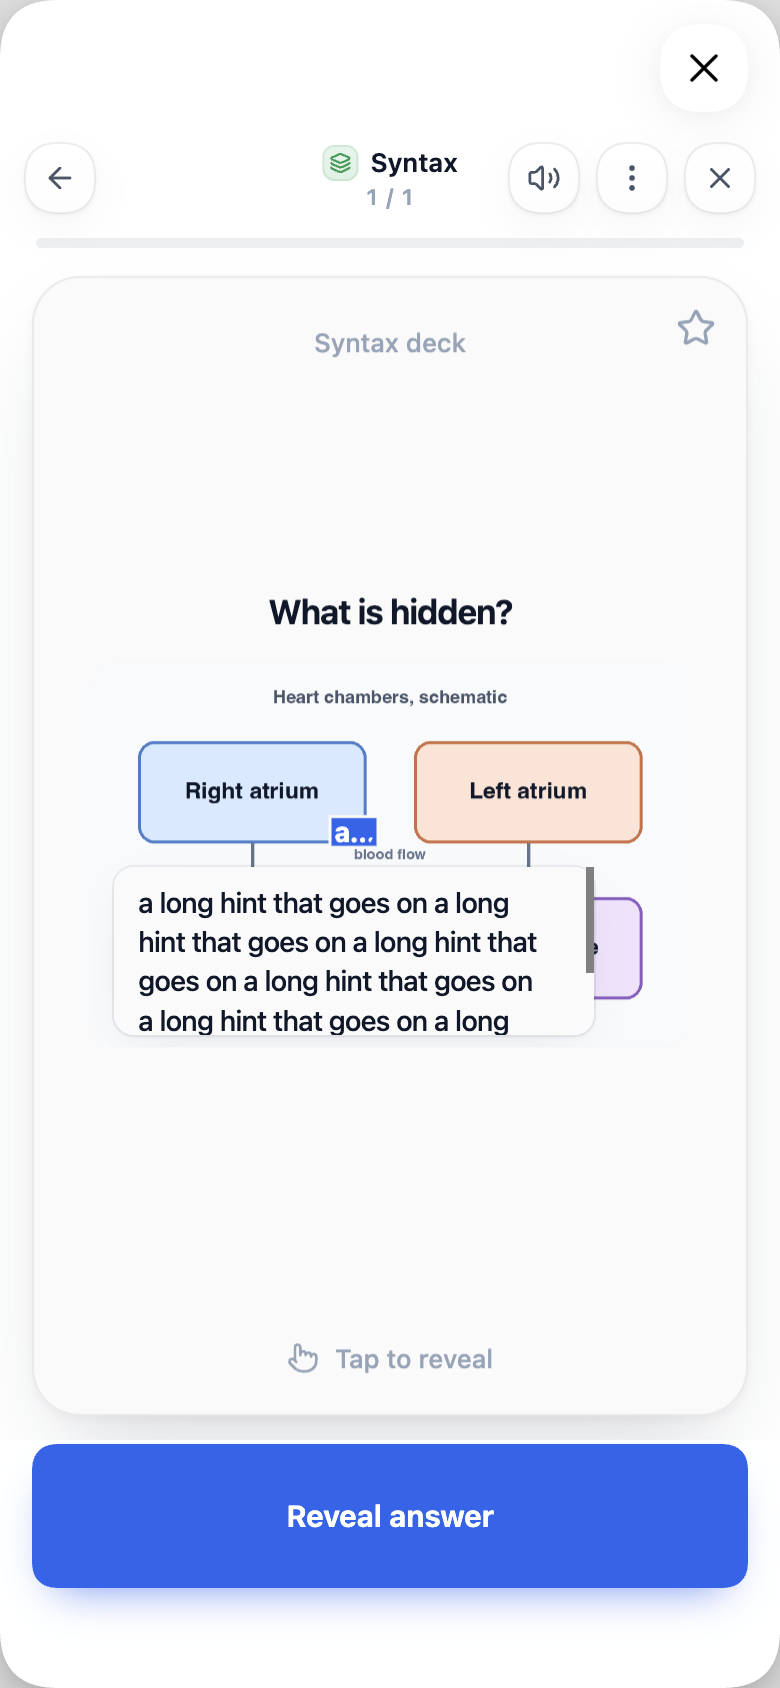 Syntax
1 / 1
Syntax deck
What is hidden?
Heart chambers, schematic
Right atrium
Left atrium
a...
blood flow
a long hint that goes on a long
hint that goes on a long hint that
goes on a long hint that goes on
a long hint that goes on a long
e
Tap to reveal
Reveal answer